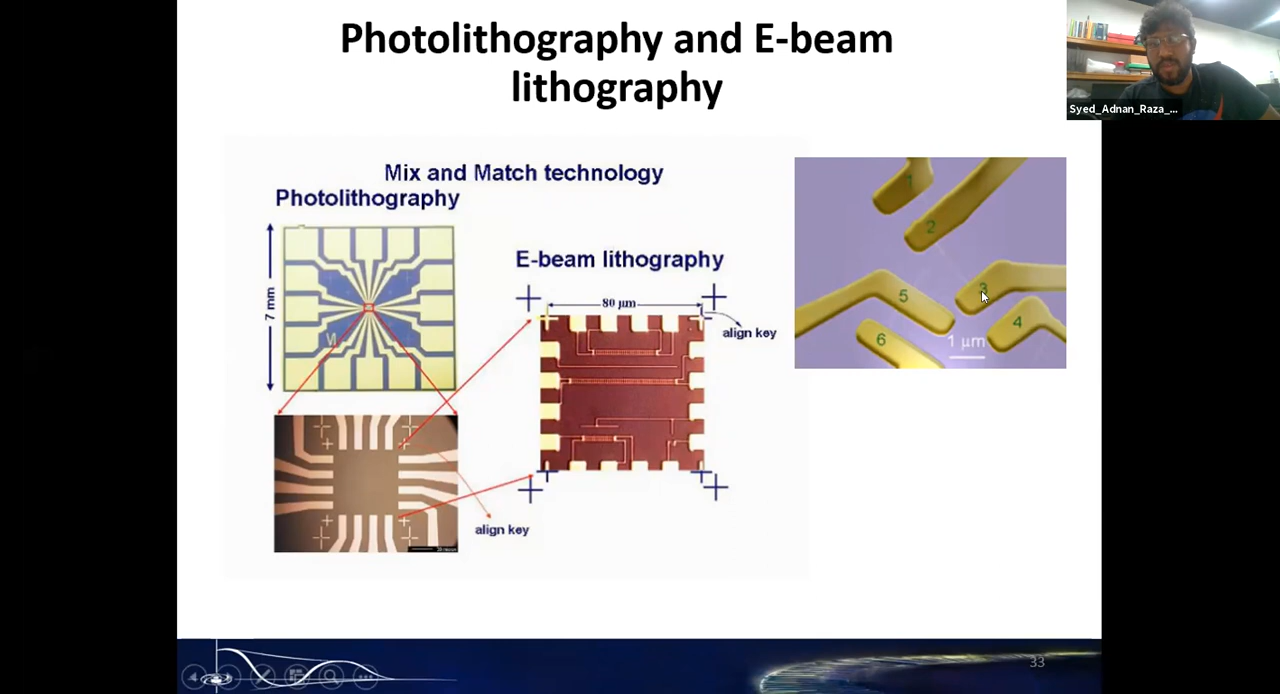 Photolithography and E-beam
lithography
Syed_Adnan_Raza_...
Mix and Match technology
Photolithography
7 mm
E-beam lithography
80 μm
align key
align key
1
2
3
4
5
6
1 μm
33